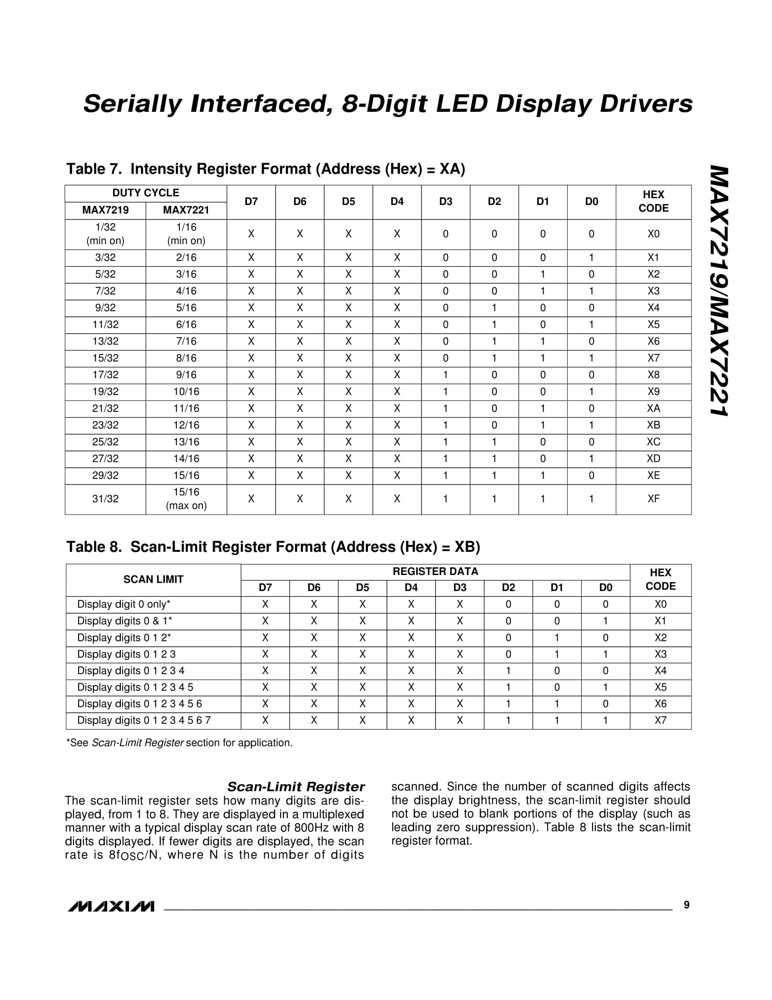 Serially Interfaced, 8-Digit LED Display Drivers
MAX7219/MAX7221
Table 7. Intensity Register Format (Address (Hex) = XA)
DUTY CYCLE D7 D6 D5 D4 D3 D2 D1 D0 HEX CODE
MAX7219 MAX7221
1/32 (min on) 1/16 (min on) X X X X 0 0 0 0 X0
3/32 2/16 X X X X 0 0 0 1 X1
5/32 3/16 X X X X 0 0 1 0 X2
7/32 4/16 X X X X 0 0 1 1 X3
9/32 5/16 X X X X 0 1 0 0 X4
11/32 6/16 X X X X 0 1 0 1 X5
13/32 7/16 X X X X 0 1 1 0 X6
15/32 8/16 X X X X 0 1 1 1 X7
17/32 9/16 X X X X 1 0 0 0 X8
19/32 10/16 X X X X 1 0 0 1 X9
21/32 11/16 X X X X 1 0 1 0 XA
23/32 12/16 X X X X 1 0 1 1 XB
25/32 13/16 X X X X 1 1 0 0 XC
27/32 14/16 X X X X 1 1 0 1 XD
29/32 15/16 X X X X 1 1 1 0 XE
31/32 15/16 (max on) X X X X 1 1 1 1 XF
Table 8. Scan-Limit Register Format (Address (Hex) = XB)
SCAN LIMIT REGISTER DATA HEX CODE
D7 D6 D5 D4 D3 D2 D1 D0
Display digit 0 only* X X X X X 0 0 0 X0
Display digits 0 & 1* X X X X X 0 0 1 X1
Display digits 0 1 2* X X X X X 0 1 0 X2
Display digits 0 1 2 3 X X X X X 0 1 1 X3
Display digits 0 1 2 3 4 X X X X X 1 0 0 X4
Display digits 0 1 2 3 4 5 X X X X X 1 0 1 X5
Display digits 0 1 2 3 4 5 6 X X X X X 1 1 0 X6
Display digits 0 1 2 3 4 5 6 7 X X X X X 1 1 1 X7
*See Scan-Limit Register section for application.
Scan-Limit Register
The scan-limit register sets how many digits are dis-
played, from 1 to 8. They are displayed in a multiplexed
manner with a typical display scan rate of 800Hz with 8
digits displayed. If fewer digits are displayed, the scan
rate is 8fOSC/N, where N is the number of digits
scanned. Since the number of scanned digits affects
the display brightness, the scan-limit register should
not be used to blank portions of the display (such as
leading zero suppression). Table 8 lists the scan-limit
register format.
MAXIM 9